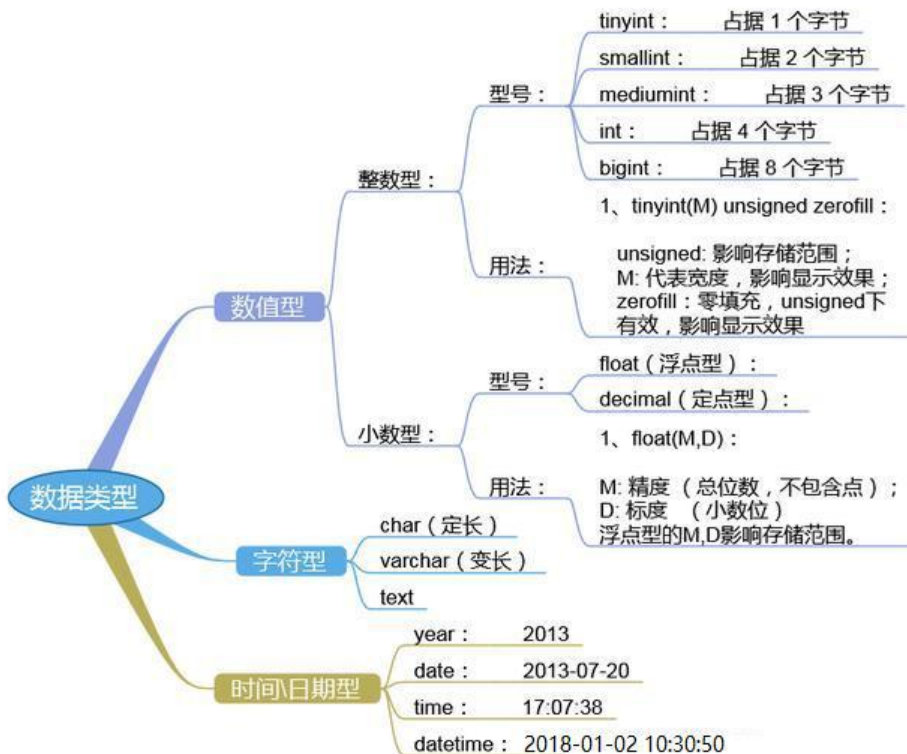 数据类型
数值型
整数型：
型号：
tinyint： 占据 1 个字节
smallint： 占据 2 个字节
mediumint： 占据 3 个字节
int： 占据 4 个字节
bigint： 占据 8 个字节
用法：
1、tinyint(M) unsigned zerofill：
unsigned: 影响存储范围；
M: 代表宽度，影响显示效果；
zerofill：零填充，unsigned下
有效，影响显示效果
小数型：
型号：
float（浮点型）：
decimal（定点型）：
用法：
1、float(M,D)：
M: 精度 （总位数，不包含点）；
D: 标度 （小数位）
浮点型的M,D影响存储范围。
字符型
char（定长）
varchar（变长）
text
时间\日期型
year： 2013
date： 2013-07-20
time： 17:07:38
datetime： 2018-01-02 10:30:50